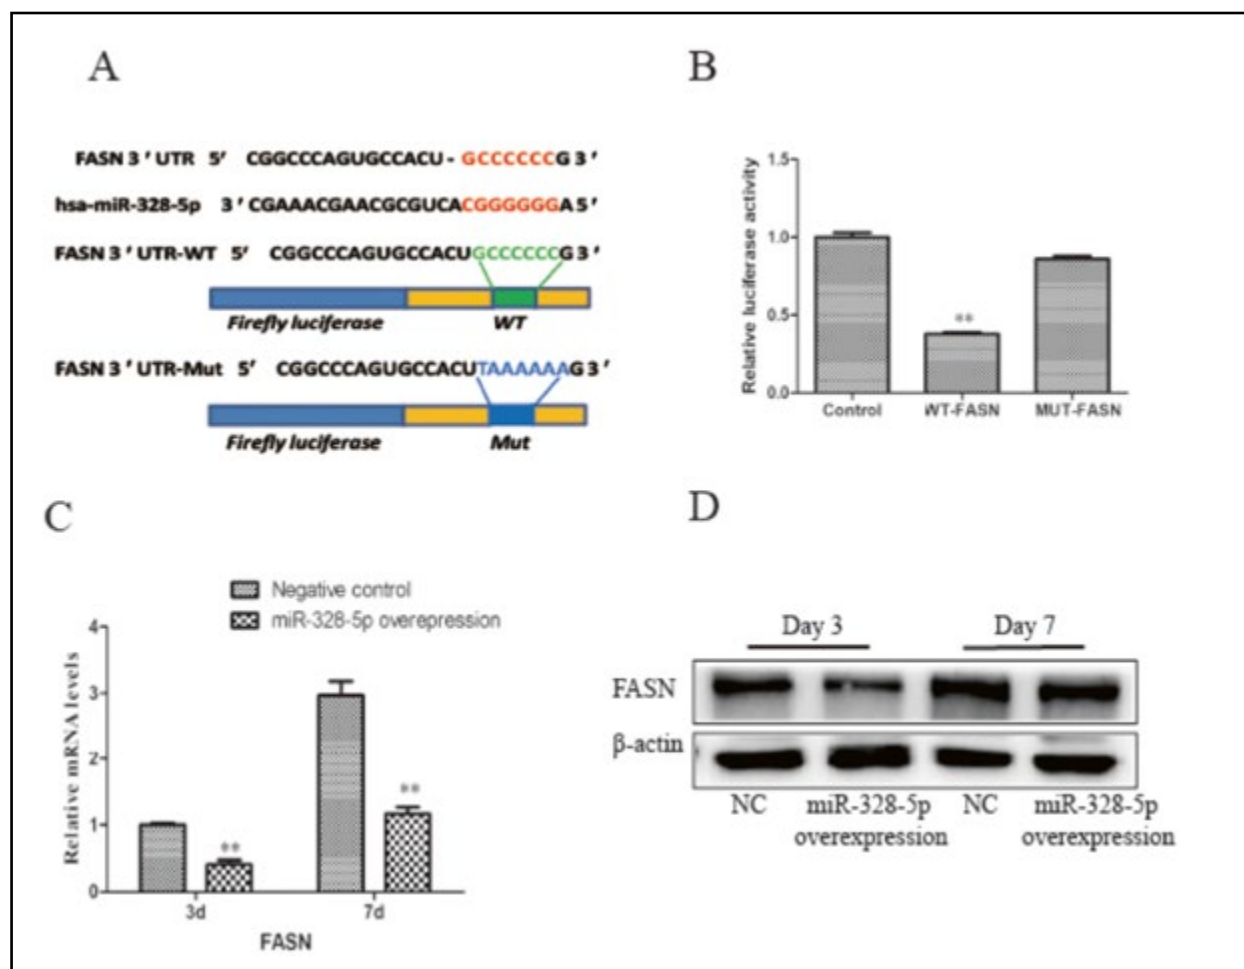 A
FASN 3 ' UTR 5' CGGCCCAGUGCCACU - GCCCCCCG 3 '
hsa-miR-328-5p 3 ' CGAAACGAACGCGUCACGGGGGGA 5 '
FASN 3 ' UTR-WT 5' CGGCCCAGUGCCACUGCCCCCCG 3 '
Firefly luciferase WT
FASN 3 ' UTR-Mut 5' CGGCCCAGUGCCACUTAAAAAAG 3 '
Firefly luciferase Mut
B
Relative luciferase activity
1.5
1.0
0.5
0.0
**
Control WT-FASN MUT-FASN
C
Negative control
miR-328-5p overepression
Relative mRNA levels
4
3
2
1
0
**
**
3d 7d
FASN
D
Day 3 Day 7
FASN
β-actin
NC miR-328-5p NC miR-328-5p
overexpression overexpression